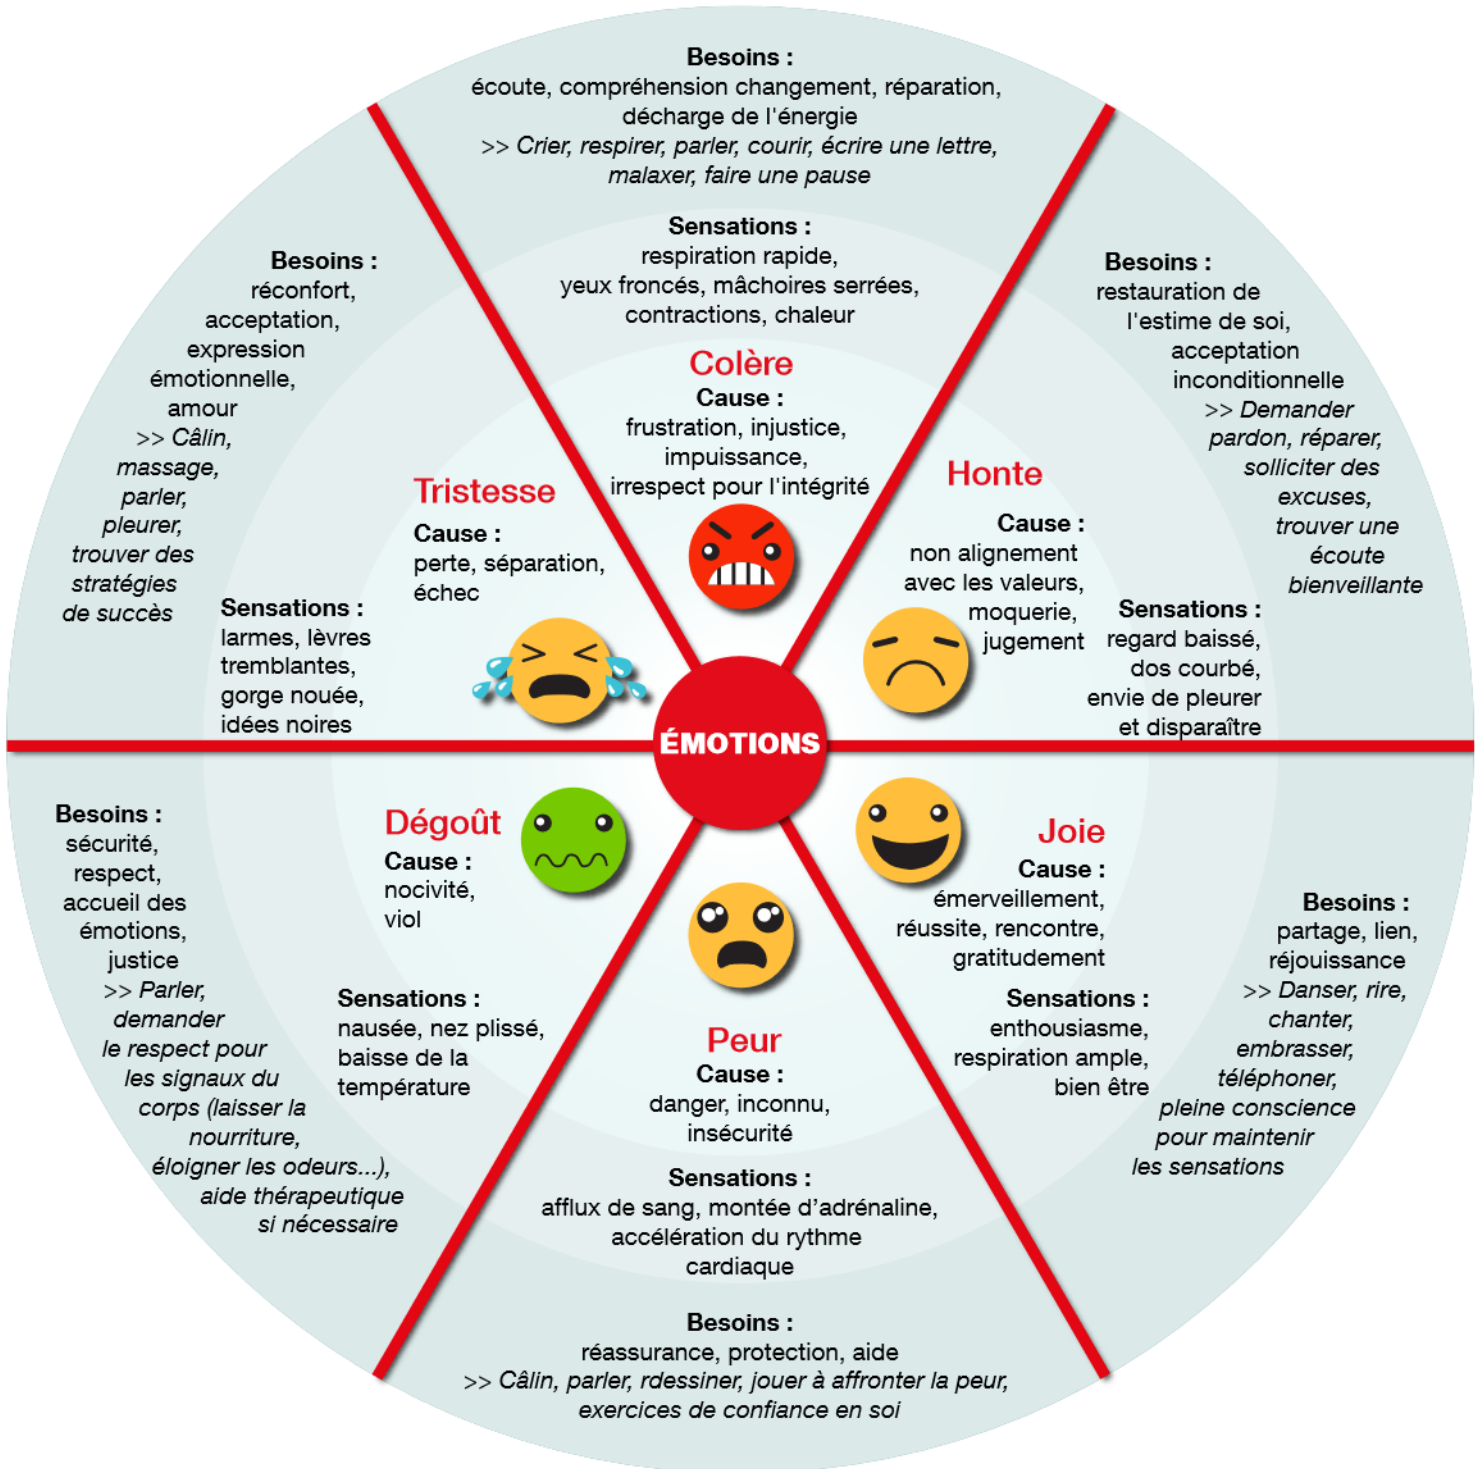 Besoins :
écoute, compréhension changement, réparation,
décharge de l'énergie
>> Crier, respirer, parler, courir, écrire une lettre,
malaxer, faire une pause
Sensations :
respiration rapide,
yeux froncés, mâchoires serrées,
contractions, chaleur
Colère
Cause :
frustration, injustice,
impuissance,
irrespect pour l'intégrité
Besoins :
restauration de
l'estime de soi,
acceptation
inconditionnelle
>> Demander
pardon, réparer,
solliciter des
excuses,
trouver une
écoute
bienveillante
Honte
Cause :
non alignement
avec les valeurs,
moquerie,
jugement
Sensations :
regard baissé,
dos courbé,
envie de pleurer
et disparaître
Besoins :
réconfort,
acceptation,
expression
émotionnelle,
amour
>> Câlin,
massage,
parler,
pleurer,
trouver des
stratégies
de succès
Tristesse
Cause :
perte, séparation,
échec
Sensations :
larmes, lèvres
tremblantes,
gorge nouée,
idées noires
ÉMOTIONS
Dégoût
Cause :
nocivité,
viol
Sensations :
nausée, nez plissé,
baisse de la
température
Besoins :
sécurité,
respect,
accueil des
émotions,
justice
>> Parler,
demander
le respect pour
les signaux du
corps (laisser la
nourriture,
éloigner les odeurs...),
aide thérapeutique
si nécessaire
Joie
Cause :
émerveillement,
réussite, rencontre,
gratitudement
Sensations :
enthousiasme,
respiration ample,
bien être
Besoins :
partage, lien,
réjouissance
>> Danser, rire,
chanter,
embrasser,
téléphoner,
pleine conscience
pour maintenir
les sensations
Peur
Cause :
danger, inconnu,
insécurité
Sensations :
afflux de sang, montée d’adrénaline,
accélération du rythme
cardiaque
Besoins :
réassurance, protection, aide
>> Câlin, parler, rdessiner, jouer à affronter la peur,
exercices de confiance en soi